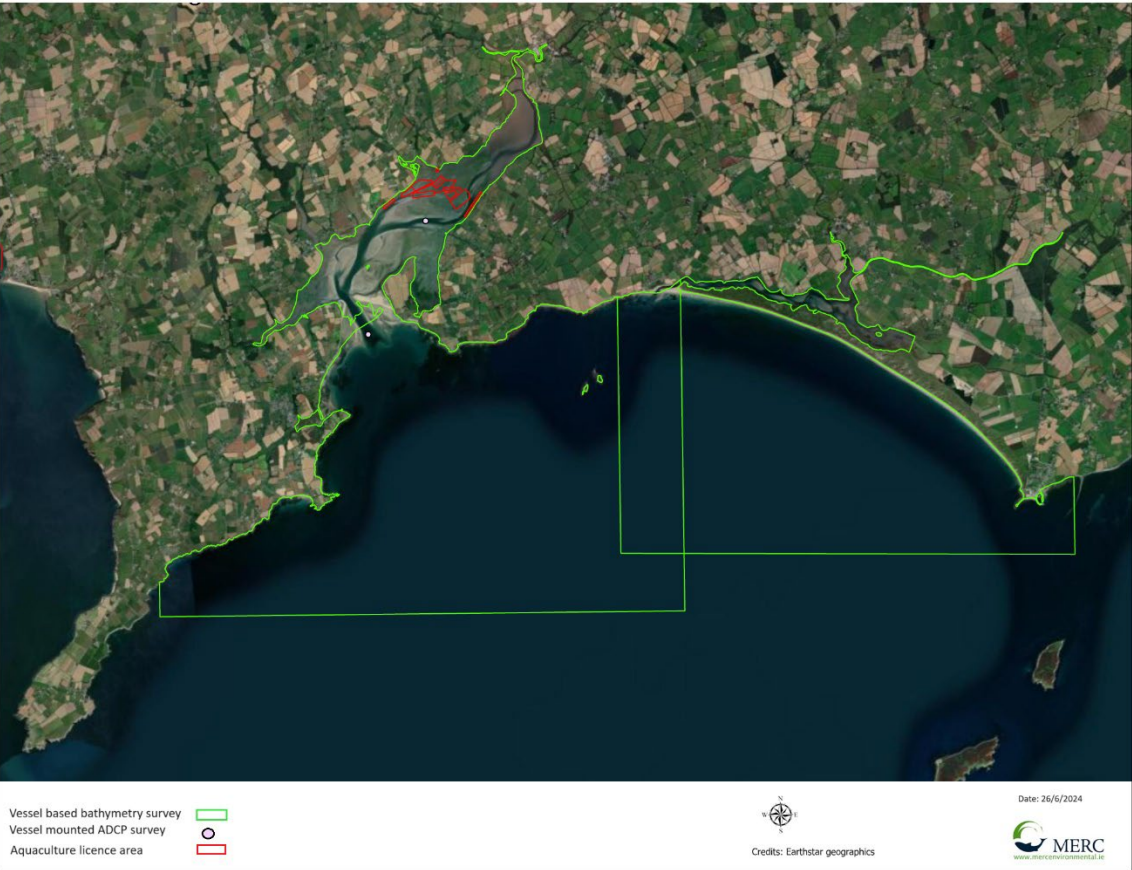 Vessel based bathymetry survey
Vessel mounted ADCP survey
Aquaculture licence area
N
W E
S
Credits: Earthstar geographics
Date: 26/6/2024
MERC
www.mercenvironmental.ie